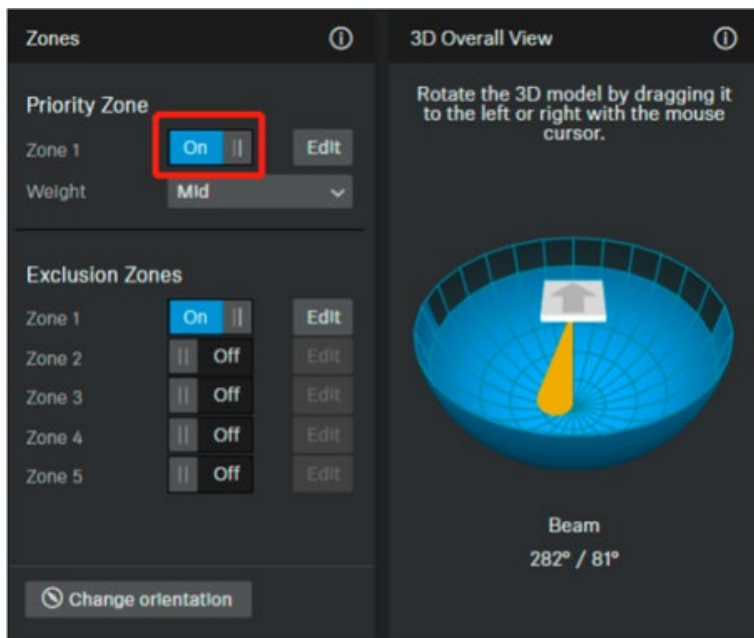 Zones
Priority Zone
Zone 1 On Edit
Weight Mid
Exclusion Zones
Zone 1 On Edit
Zone 2 Off Edit
Zone 3 Off Edit
Zone 4 Off Edit
Zone 5 Off Edit
Change orientation
3D Overall View
Rotate the 3D model by dragging it
to the left or right with the mouse
cursor.
Beam
282° / 81°